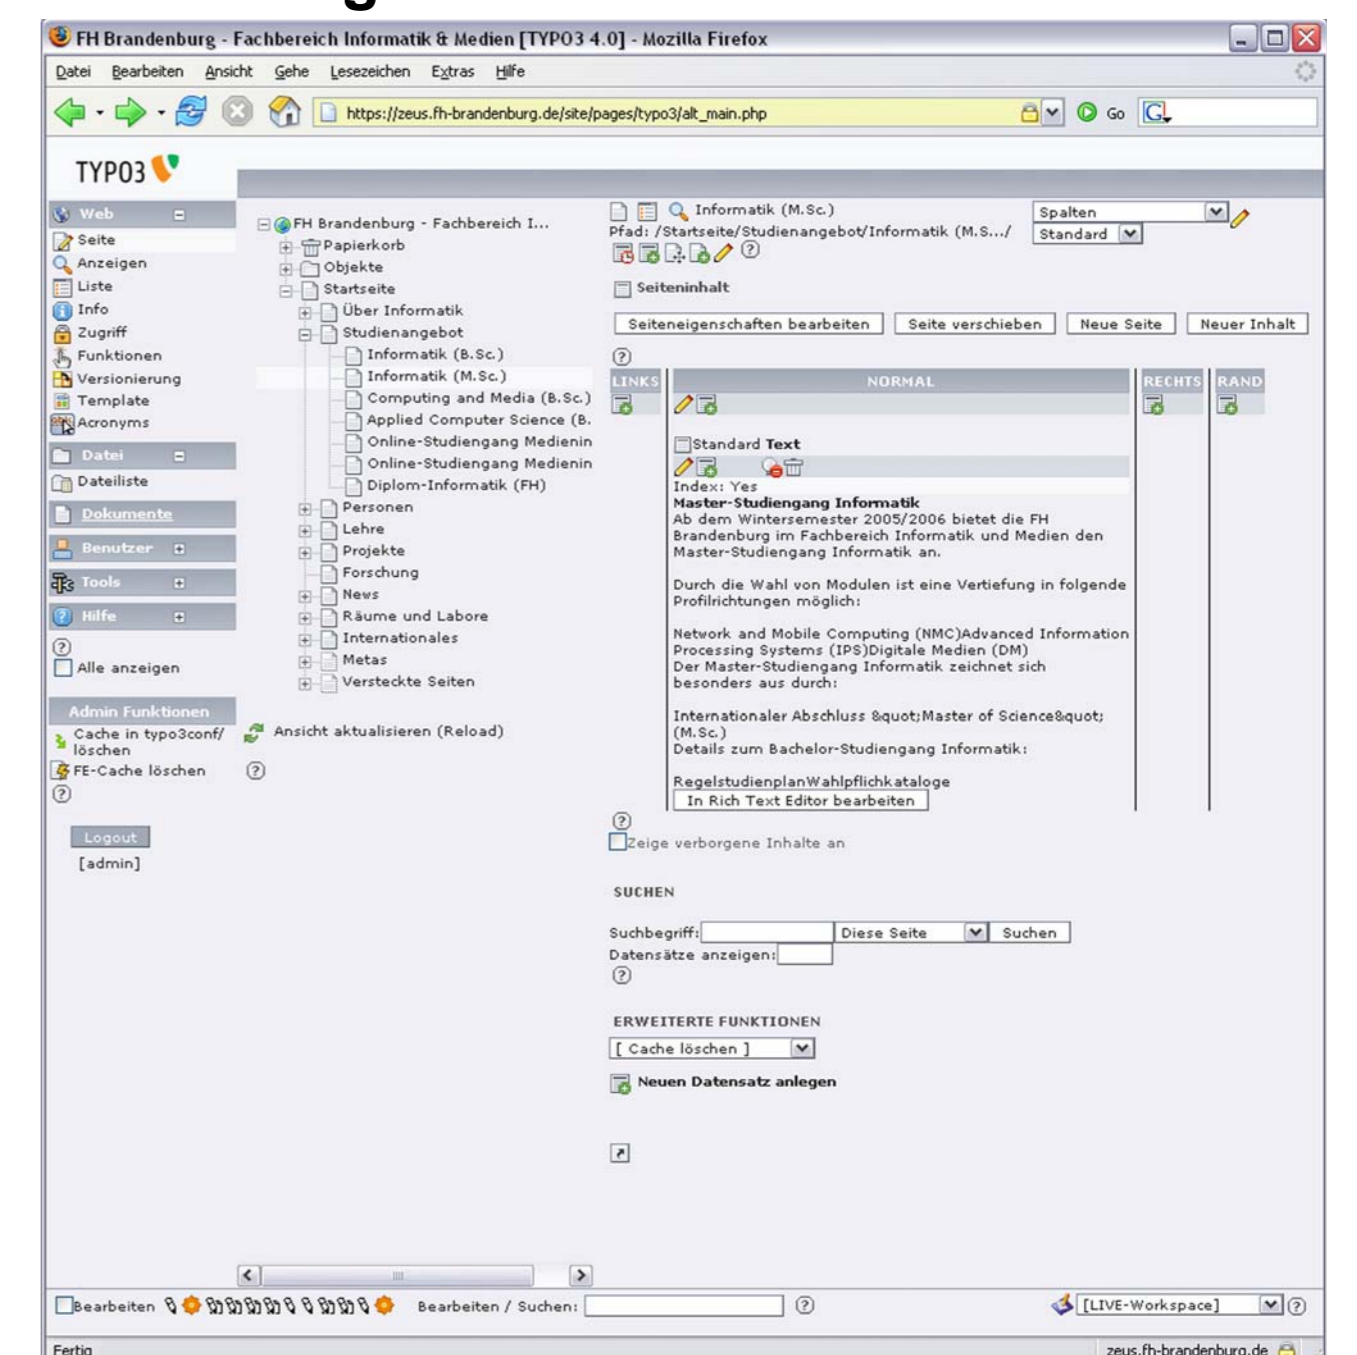 FH Brandenburg - Fachbereich Informatik & Medien [TYPO3 4.0] - Mozilla Firefox
Datei Bearbeiten Ansicht Gehe Lesezeichen Extras Hilfe
https://zeus.fh-brandenburg.de/site/pages/typo3/alt_main.php
Go
TYPO3
Web
Seite
Anzeigen
Liste
Info
Zugriff
Funktionen
Versionierung
Template
Acronyms
Datei
Dateiliste
Dokumente
Benutzer
Tools
Hilfe
Alle anzeigen
Admin Funktionen
Cache in typo3conf/
löschen
FE-Cache löschen
Logout
[admin]
FH Brandenburg - Fachbereich I...
Papierkorb
Objekte
Startseite
Über Informatik
Studienangebot
Informatik (B.Sc.)
Informatik (M.Sc.)
Computing and Media (B.Sc.)
Applied Computer Science (B.
Online-Studiengang Medienin
Online-Studiengang Medienin
Diplom-Informatik (FH)
Personen
Lehre
Projekte
Forschung
News
Räume und Labore
Internationales
Metas
Versteckte Seiten
Ansicht aktualisieren (Reload)
Informatik (M.Sc.)
Spalten
Pfad: /Startseite/Studienangebot/Informatik (M.S.../
Standard
Seiteninhalt
Seiteneigenschaften bearbeiten Seite verschieben Neue Seite Neuer Inhalt
LINKS NORMAL RECHTS RAND
Standard Text
Index: Yes
Master-Studiengang Informatik
Ab dem Wintersemester 2005/2006 bietet die FH
Brandenburg im Fachbereich Informatik und Medien den
Master-Studiengang Informatik an.
Durch die Wahl von Modulen ist eine Vertiefung in folgende
Profilrichtungen möglich:
Network and Mobile Computing (NMC)Advanced Information
Processing Systems (IPS)Digitale Medien (DM)
Der Master-Studiengang Informatik zeichnet sich
besonders aus durch:
Internationaler Abschluss &quot;Master of Science&quot;
(M.Sc.)
Details zum Bachelor-Studiengang Informatik:
RegelstudienplanWahlpflichkataloge
In Rich Text Editor bearbeiten
Zeige verborgene Inhalte an
SUCHEN
Suchbegriff: Diese Seite Suchen
Datensätze anzeigen:
ERWEITERTE FUNKTIONEN
[ Cache löschen ]
Neuen Datensatz anlegen
Bearbeiten Bearbeiten / Suchen: [LIVE-Workspace]
Fertig zeus.fh-brandenburg.de